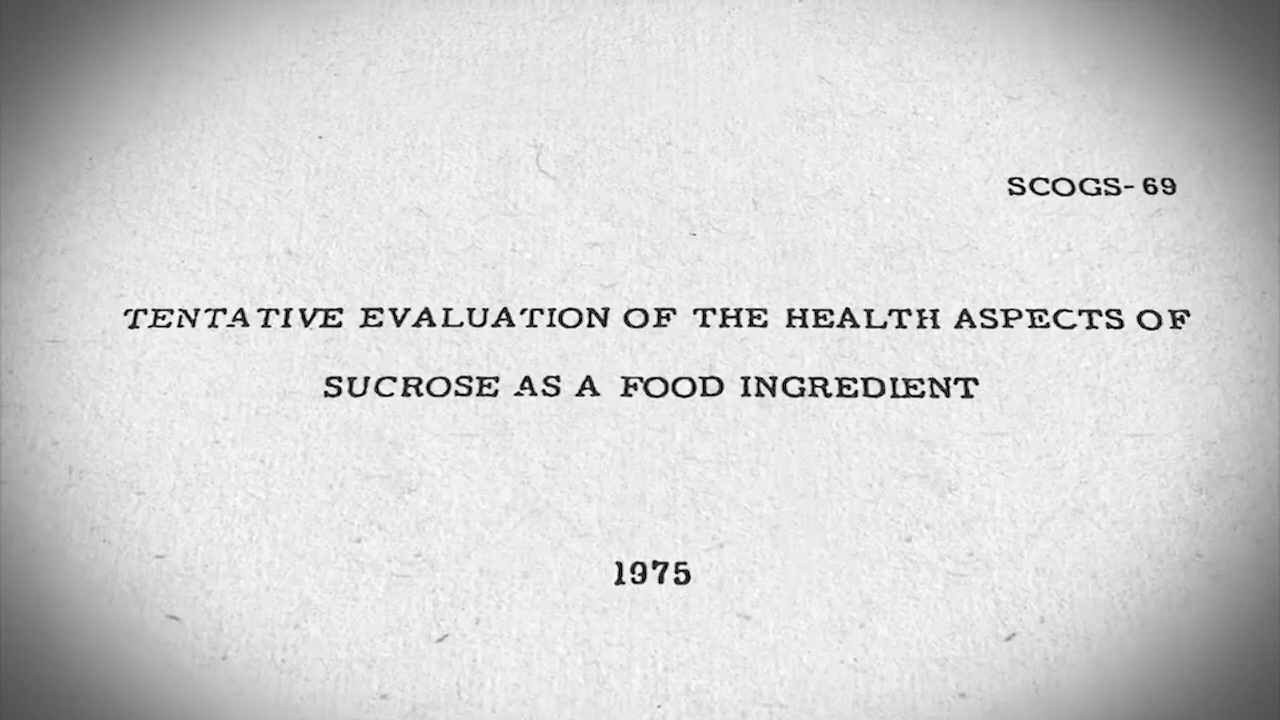 SCOGS-69
TENTATIVE EVALUATION OF THE HEALTH ASPECTS OF
SUCROSE AS A FOOD INGREDIENT
1975